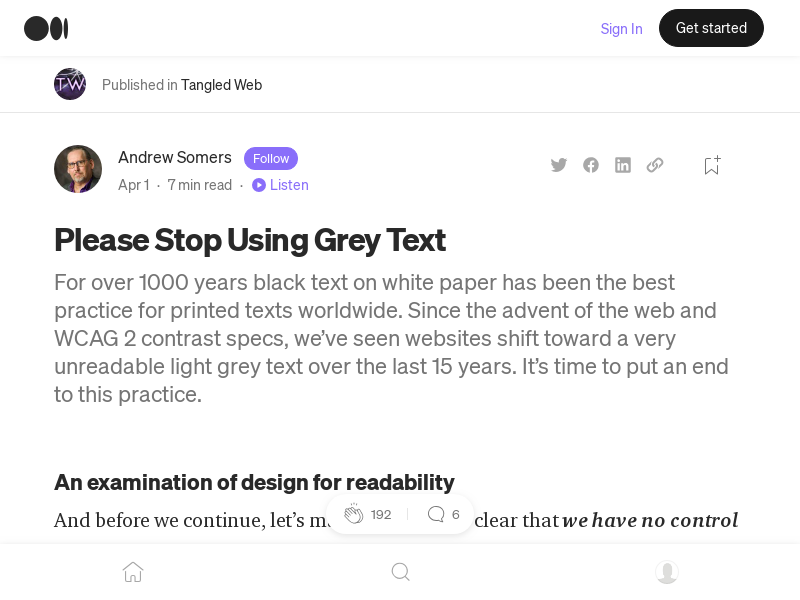 Sign In
Get started
TW
Published in Tangled Web
Andrew Somers
Follow
Apr 1 · 7 min read · Listen
Please Stop Using Grey Text
For over 1000 years black text on white paper has been the best
practice for printed texts worldwide. Since the advent of the web and
WCAG 2 contrast specs, we’ve seen websites shift toward a very
unreadable light grey text over the last 15 years. It’s time to put an end
to this practice.
An examination of design for readability
And before we continue, let’s clear that we have no control
192
6